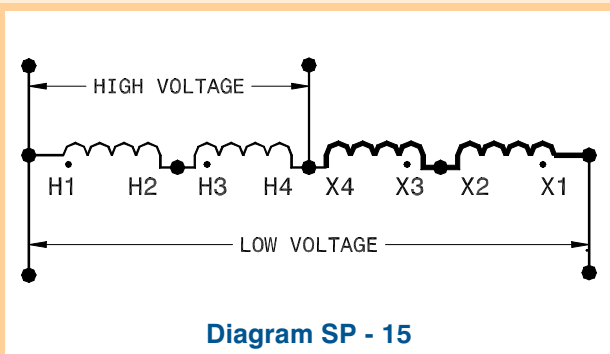 HIGH VOLTAGE
H1 H2 H3 H4 X4 X3 X2 X1
LOW VOLTAGE
Diagram SP - 15